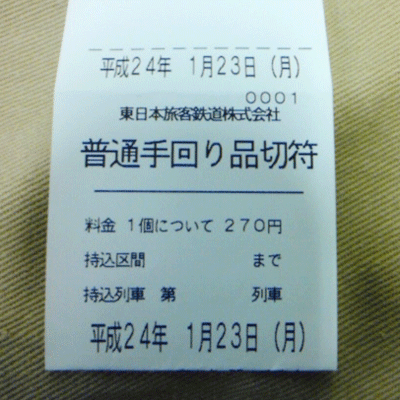 平成24年 1月23日 (月)
0001
東日本旅客鉄道株式会社
普通手回り品切符
料金 1個について 270円
持込区間 まで
持込列車 第 列車
平成24年 1月23日 (月)